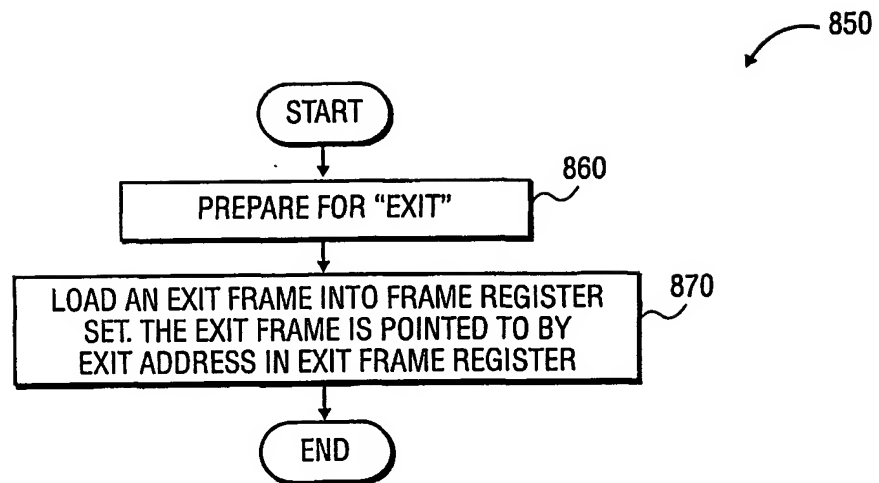 850
START
860
PREPARE FOR “EXIT”
870
LOAD AN EXIT FRAME INTO FRAME REGISTER
SET. THE EXIT FRAME IS POINTED TO BY
EXIT ADDRESS IN EXIT FRAME REGISTER
END